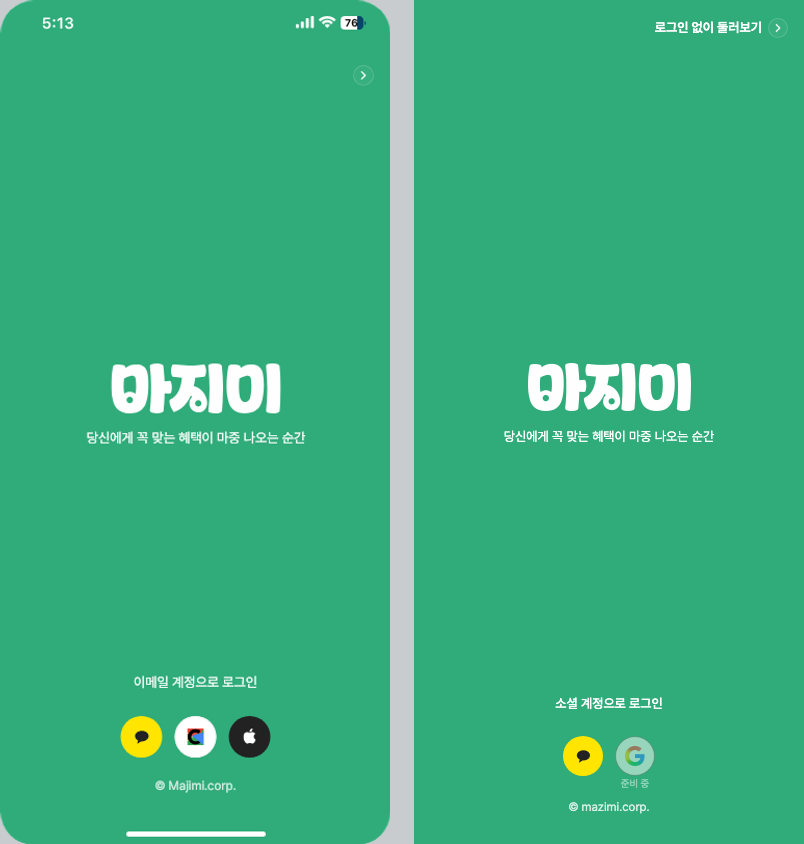 5:13
76
마지미
당신에게 꼭 맞는 혜택이 마중 나오는 순간
이메일 계정으로 로그인
© Majimi.corp.
로그인 없이 둘러보기
마지미
당신에게 꼭 맞는 혜택이 마중 나오는 순간
소셜 계정으로 로그인
준비 중
© mazimi.corp.